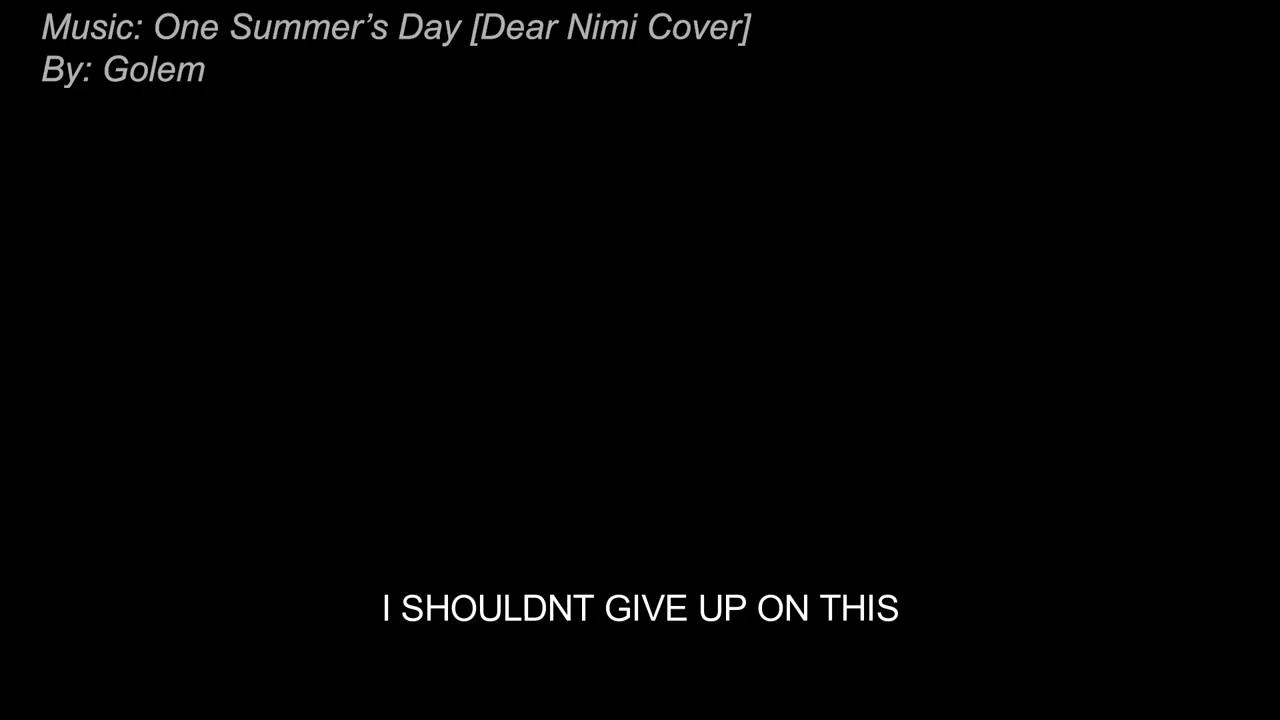 Music: One Summer’s Day [Dear Nimi Cover]
By: Golem
I SHOULDNT GIVE UP ON THIS